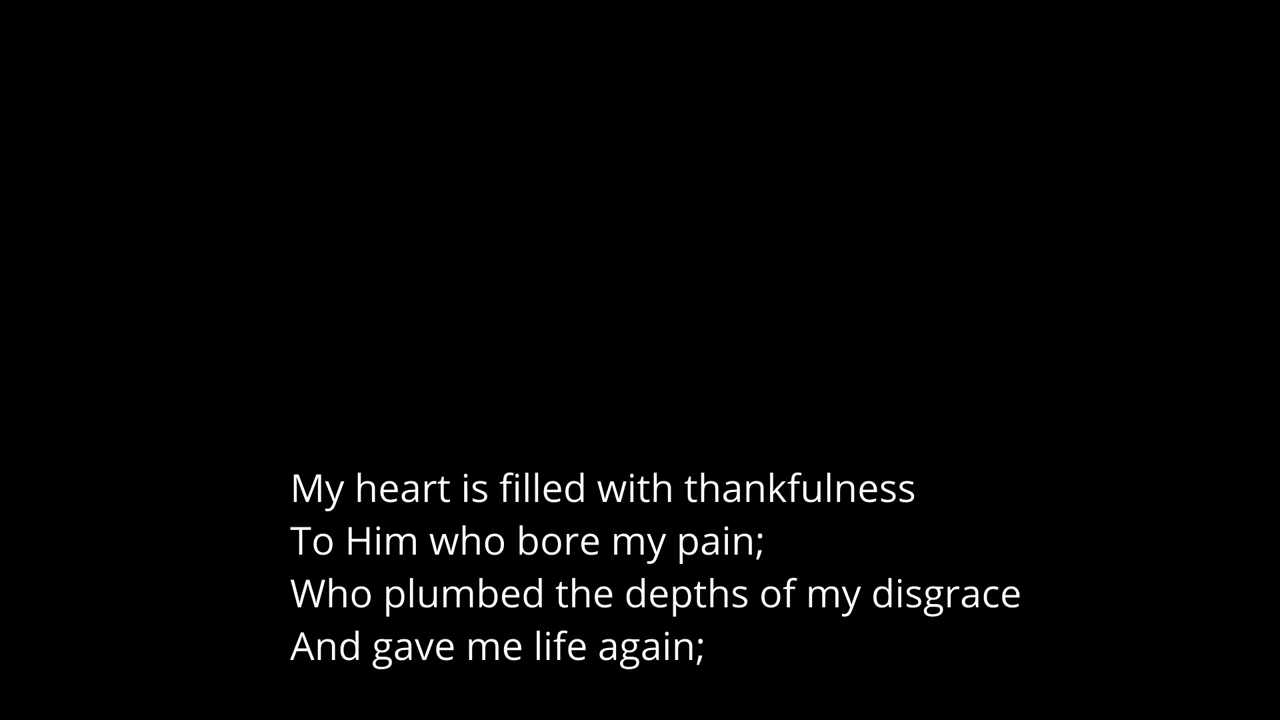 My heart is filled with thankfulness
To Him who bore my pain;
Who plumbed the depths of my disgrace
And gave me life again;